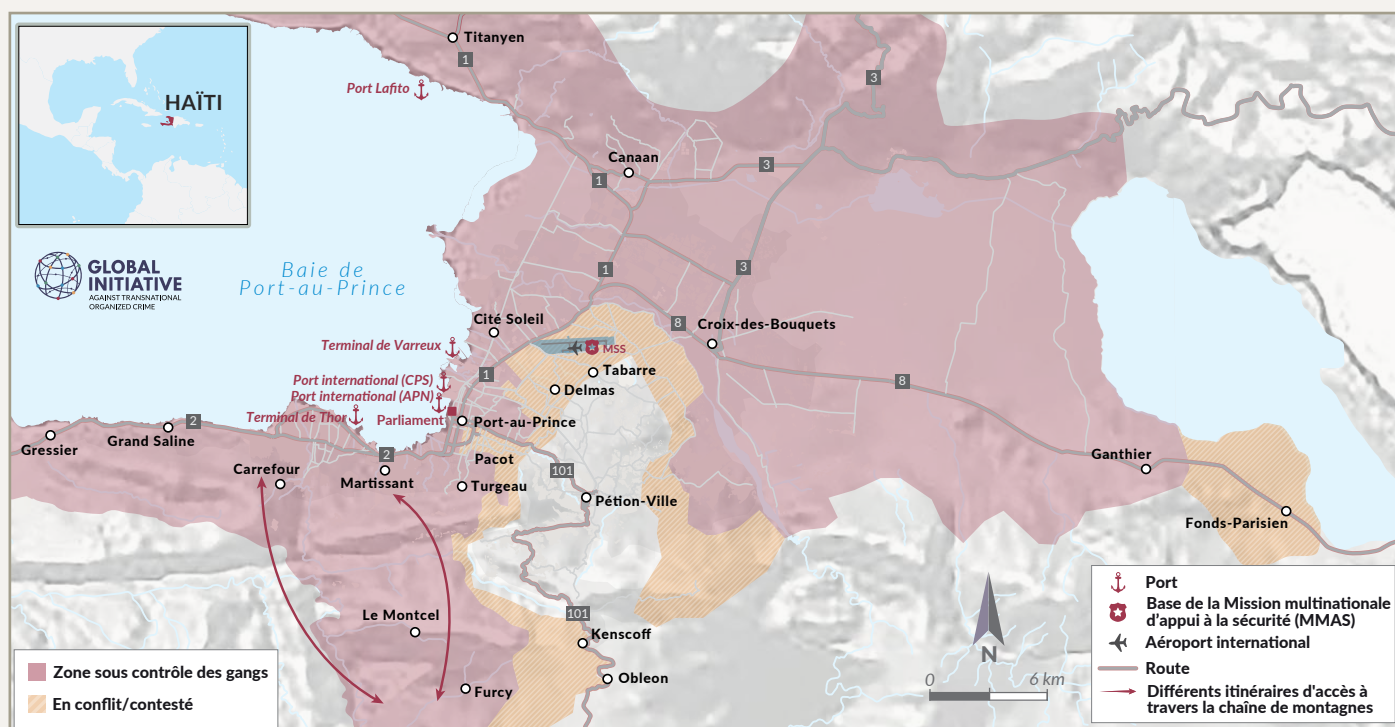 HAÏTI
GLOBAL
INITIATIVE
AGAINST TRANSNATIONAL
ORGANIZED CRIME
Titanyen
1
3
Port Lafito
Canaan
3
1
Baie de
Port-au-Prince
1
3
Cité Soleil
8
Croix-des-Bouquets
Terminal de Varreux
MSS
Tabarre
1
Port international (CPS)
8
Delmas
Port international (APN)
Terminal de Thor
Parliament
Port-au-Prince
2
Grand Saline
Gressier
2
Pacot
Ganthier
Carrefour
Martissant
101
Turgeau
Pétion-Ville
Fonds-Parisien
Le Montcel
101
Kenscoff
Obleon
Furcy
N
0
6 km
Zone sous contrôle des gangs
En conflit/contesté
Port
Base de la Mission multinationale
d'appui à la sécurité (MMAS)
Aéroport international
Route
Différents itinéraires d'accès à
travers la chaîne de montagnes